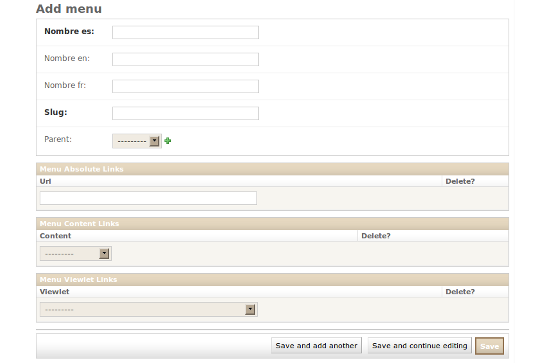 Add menu
Nombre es:
Nombre en:
Nombre fr:
Slug:
Parent: ---------
Menu Absolute Links
Url Delete?
Menu Content Links
Content Delete?
---------
Menu Viewlet Links
Viewlet Delete?
---------
Save and add another Save and continue editing Save